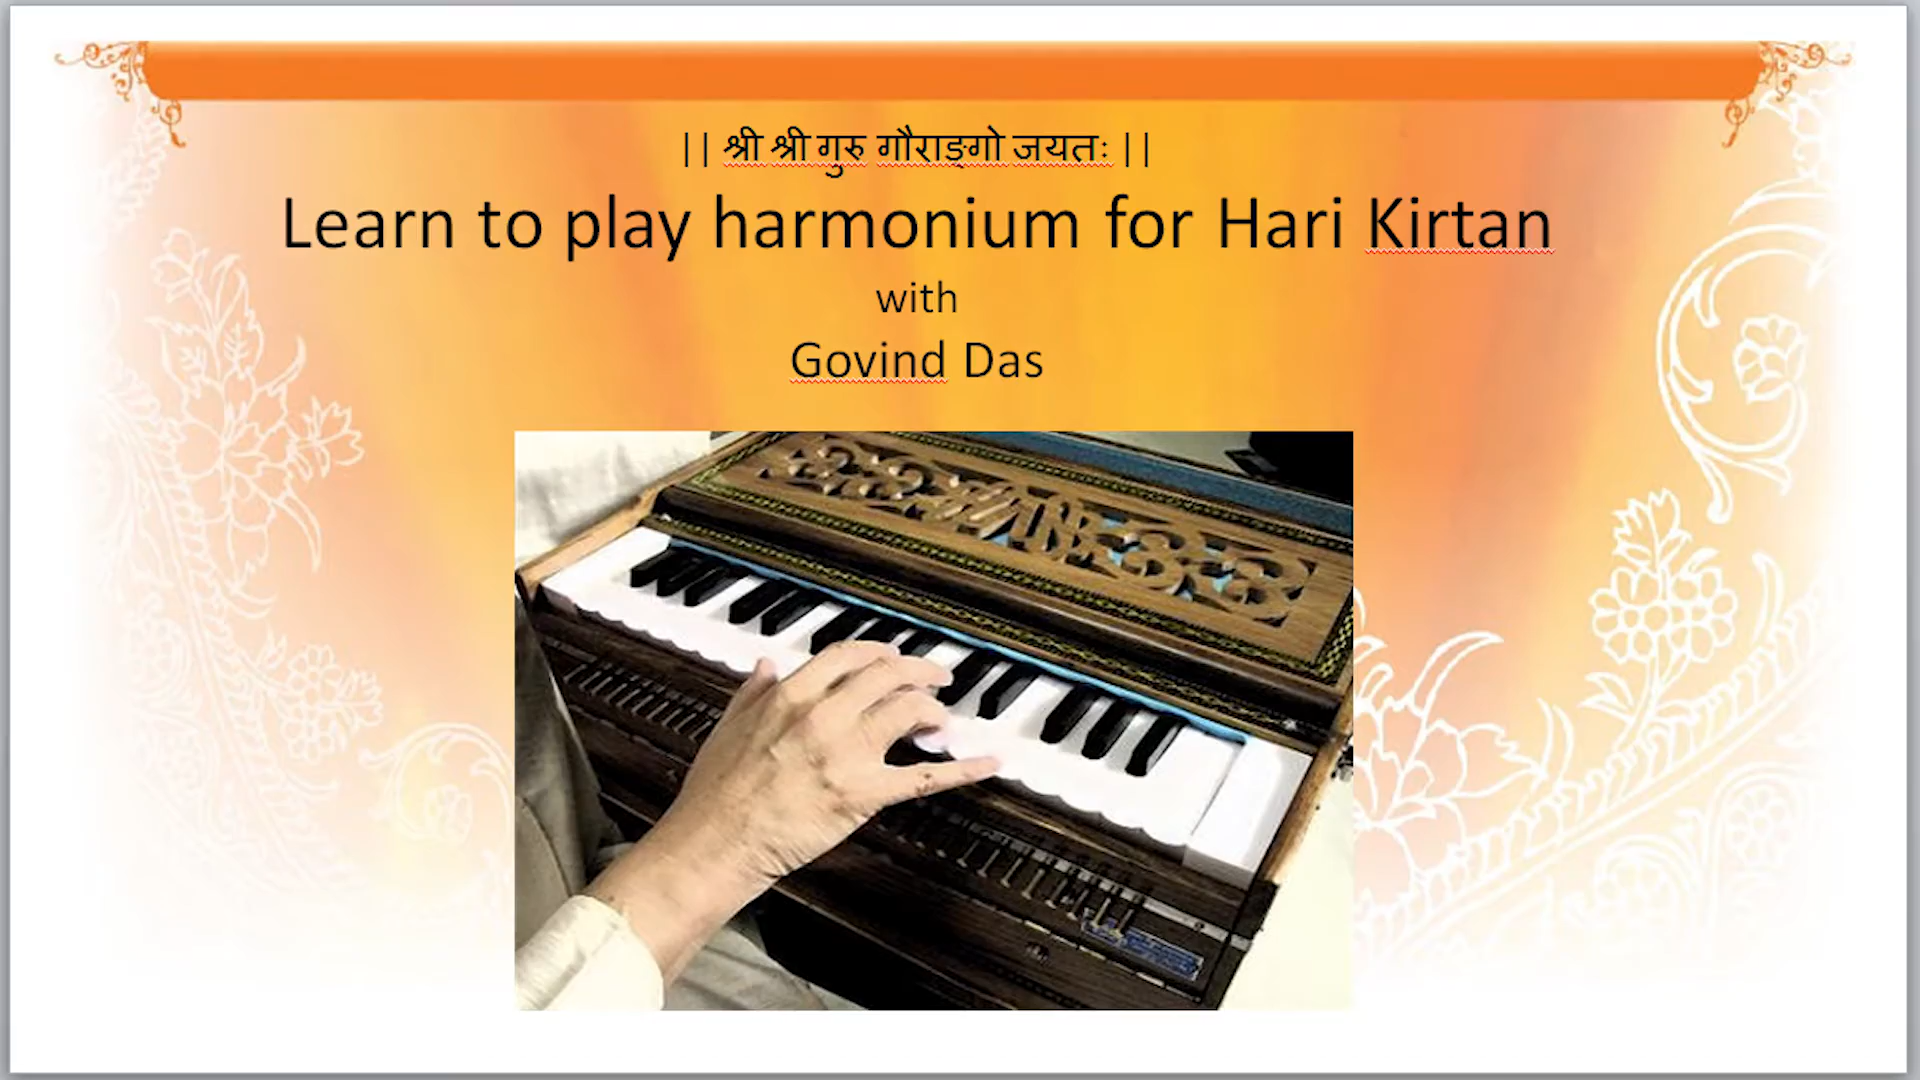 || श्री श्री गुरु गौराङ्गो जयतः ||
Learn to play harmonium for Hari Kirtan
with
Govind Das